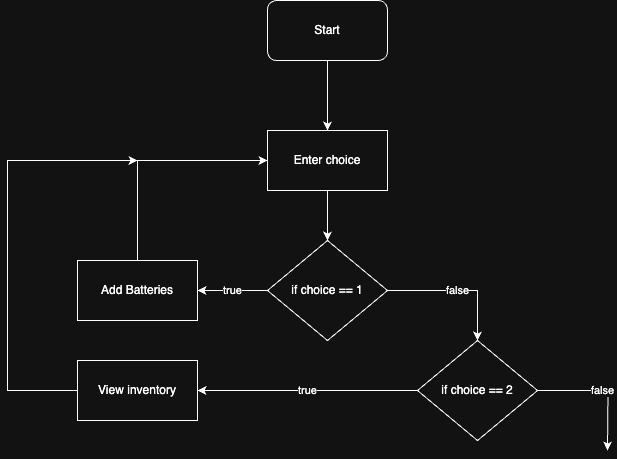 Start
Enter choice
Add Batteries
true
if choice == 1
false
View inventory
true
if choice == 2
false